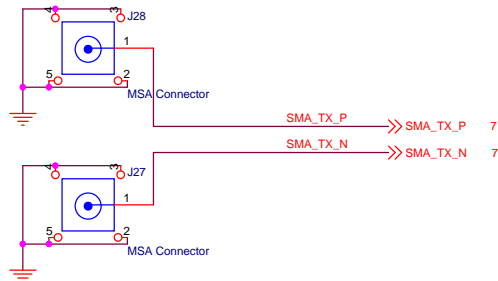 4 3 J28
1
5 2
MSA Connector
SMA_TX_P SMA_TX_P 7
SMA_TX_N SMA_TX_N 7
4 3 J27
1
5 2
MSA Connector